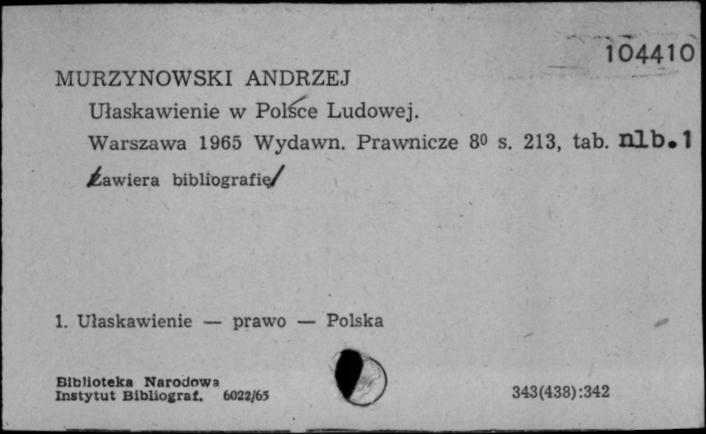 104410
MURZYNOWSKI ANDRZEJ
Ułaskawienie w Polsce Ludowej.
Warszawa 1965 Wydawn. Prawnicze 8⁰ s. 213, tab. nlb.1
/Zawiera bibliografię/
1. Ułaskawienie — prawo — Polska
Biblioteka Narodowa
Instytut Bibliograf. 6022/65
343(438):342